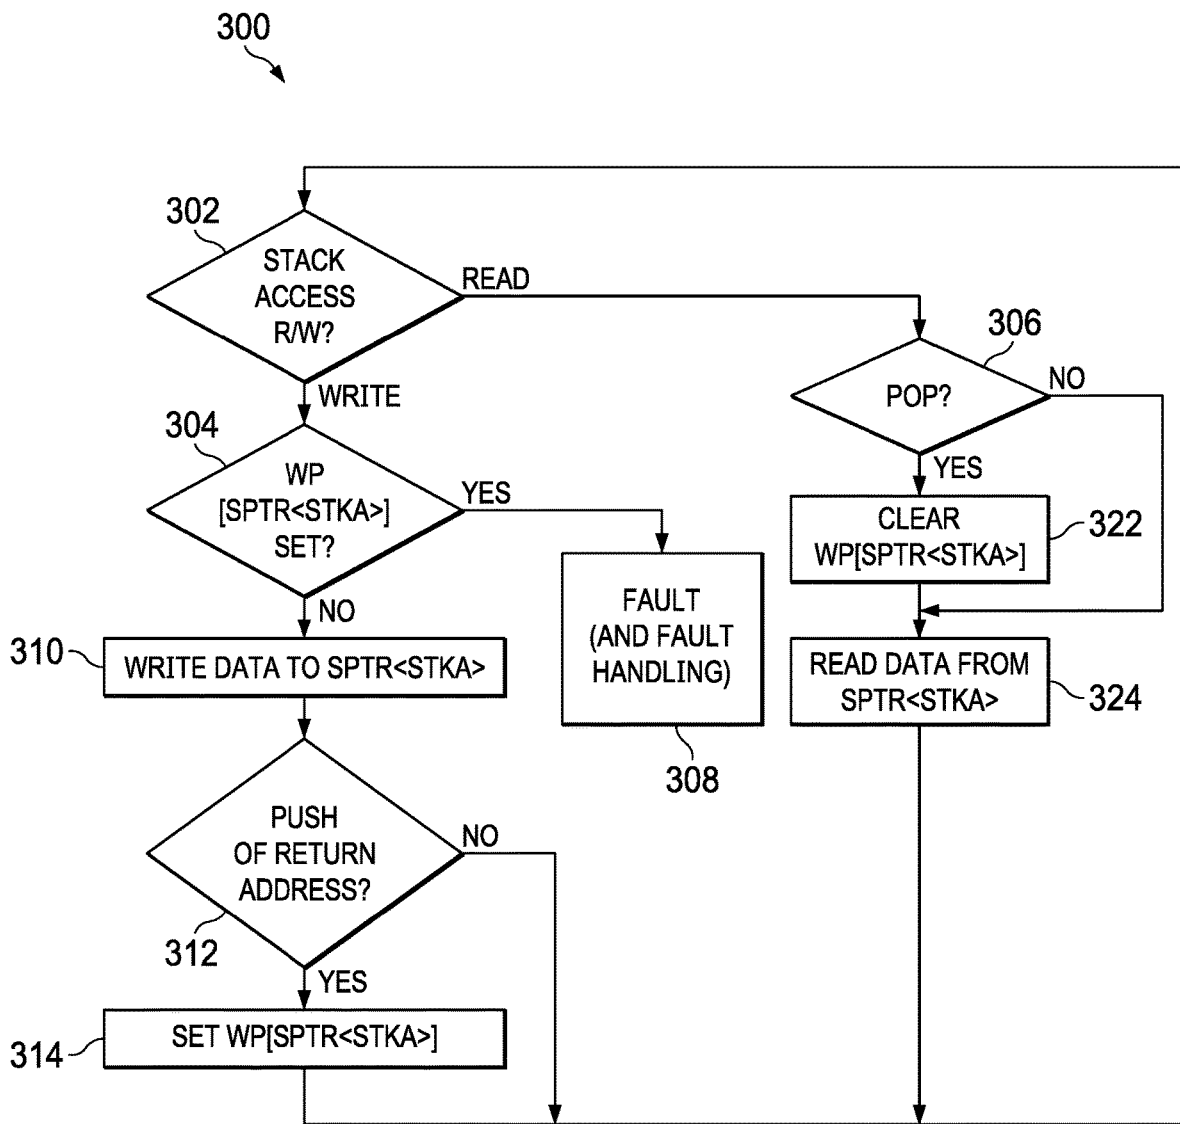 300
302
STACK
ACCESS
R/W?
READ
WRITE
306
POP?
NO
YES
304
WP
[SPTR<STKA>]
SET?
YES
NO
CLEAR
WP[SPTR<STKA>]
322
FAULT
(AND FAULT
HANDLING)
308
310
WRITE DATA TO SPTR<STKA>
READ DATA FROM
SPTR<STKA>
324
PUSH
OF RETURN
ADDRESS?
NO
312
YES
314
SET WP[SPTR<STKA>]